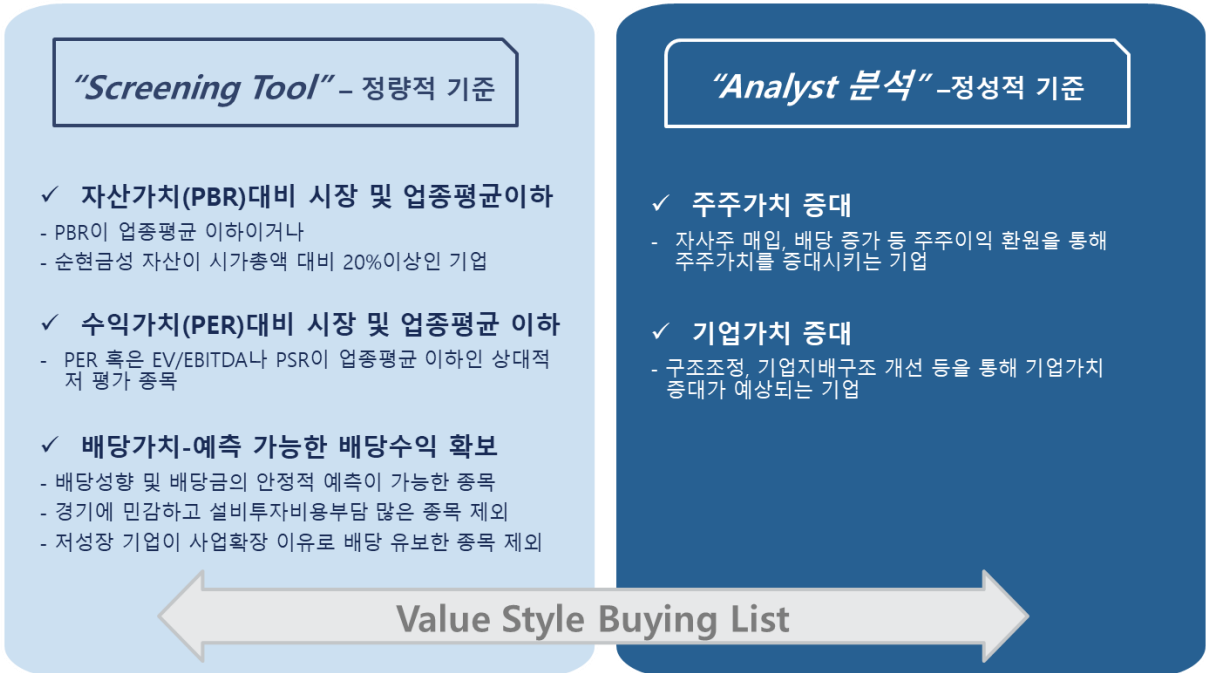 “Screening Tool” – 정량적 기준
✓ 자산가치(PBR)대비 시장 및 업종평균이하
- PBR이 업종평균 이하이거나
- 순현금성 자산이 시가총액 대비 20%이상인 기업
✓ 수익가치(PER)대비 시장 및 업종평균 이하
- PER 혹은 EV/EBITDA나 PSR이 업종평균 이하인 상대적
저 평가 종목
✓ 배당가치-예측 가능한 배당수익 확보
- 배당성향 및 배당금의 안정적 예측이 가능한 종목
- 경기에 민감하고 설비투자비용부담 많은 종목 제외
- 저성장 기업이 사업확장 이유로 배당 유보한 종목 제외
“Analyst 분석” –정성적 기준
✓ 주주가치 증대
- 자사주 매입, 배당 증가 등 주주이익 환원을 통해
주주가치를 증대시키는 기업
✓ 기업가치 증대
- 구조조정, 기업지배구조 개선 등을 통해 기업가치
증대가 예상되는 기업
Value Style Buying List